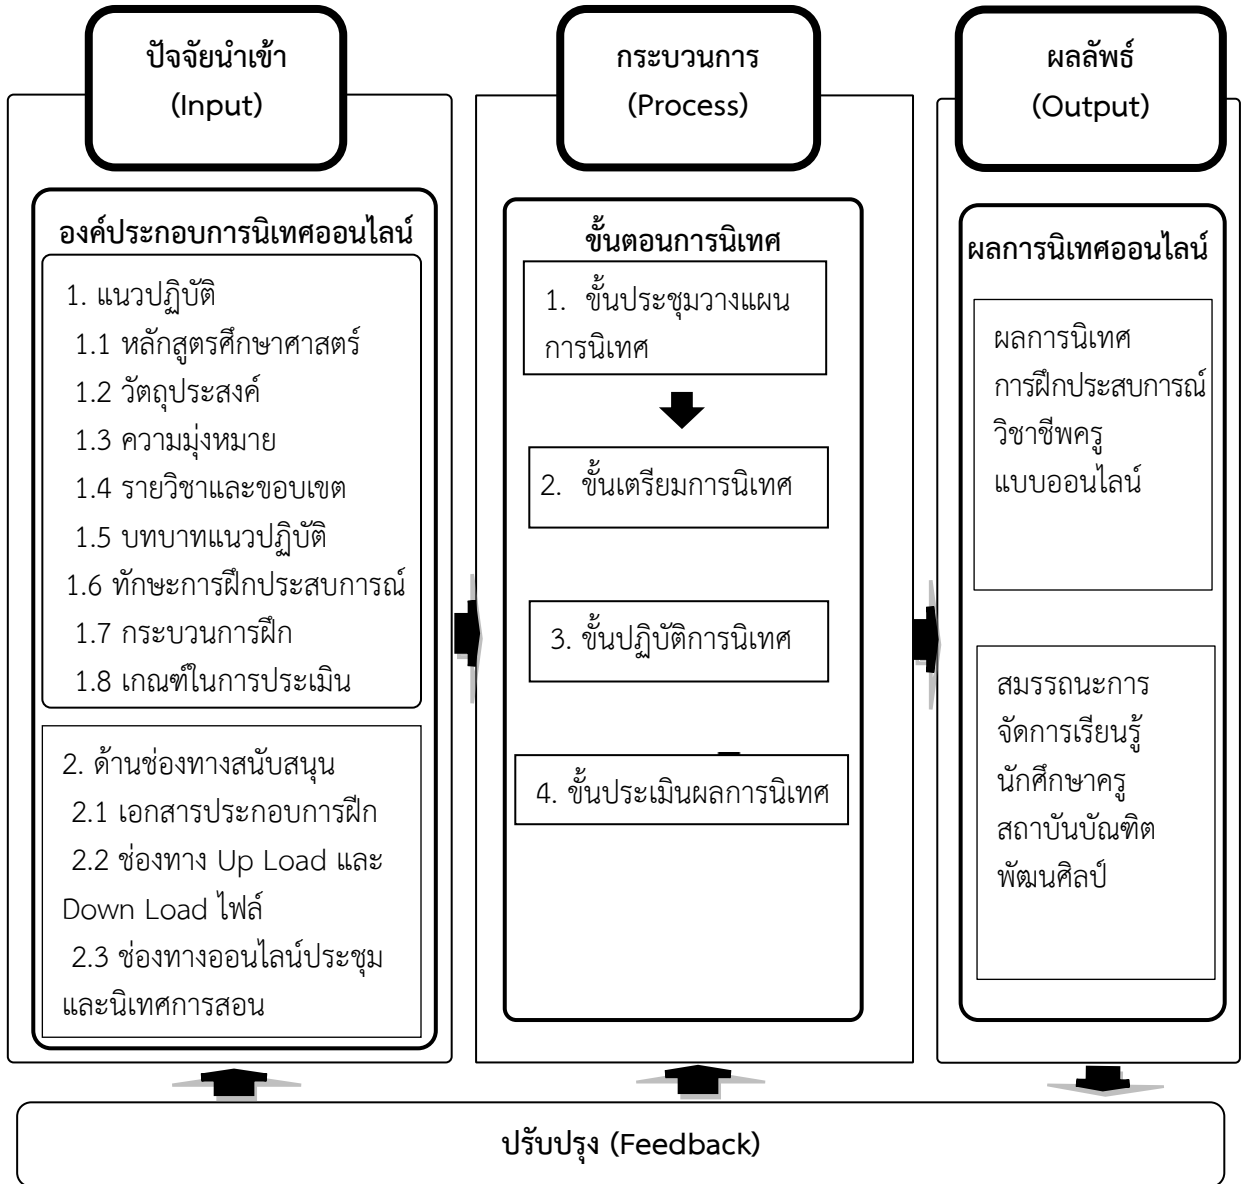 ปัจจัยนำเข้า
(Input)
องค์ประกอบการนิเทศออนไลน์
1. แนวปฏิบัติ
1.1 หลักสูตรศึกษาศาสตร์
1.2 วัตถุประสงค์
1.3 ความมุ่งหมาย
1.4 รายวิชาและขอบเขต
1.5 บทบาทแนวปฏิบัติ
1.6 ทักษะการฝึกประสบการณ์
1.7 กระบวนการฝึก
1.8 เกณฑ์ในการประเมิน
2. ด้านช่องทางสนับสนุน
2.1 เอกสารประกอบการฝึก
2.2 ช่องทาง Up Load และ
Down Load ไฟล์
2.3 ช่องทางออนไลน์ประชุม
และนิเทศการสอน
กระบวนการ
(Process)
ขั้นตอนการนิเทศ
1. ขั้นประชุมวางแผน
การนิเทศ
2. ขั้นเตรียมการนิเทศ
3. ขั้นปฏิบัติการนิเทศ
4. ขั้นประเมินผลการนิเทศ
ผลลัพธ์
(Output)
ผลการนิเทศออนไลน์
ผลการนิเทศ
การฝึกประสบการณ์
วิชาชีพครู
แบบออนไลน์
สมรรถนะการ
จัดการเรียนรู้
นักศึกษาครู
สถาบันบัณฑิต
พัฒนศิลป์
ปรับปรุง (Feedback)